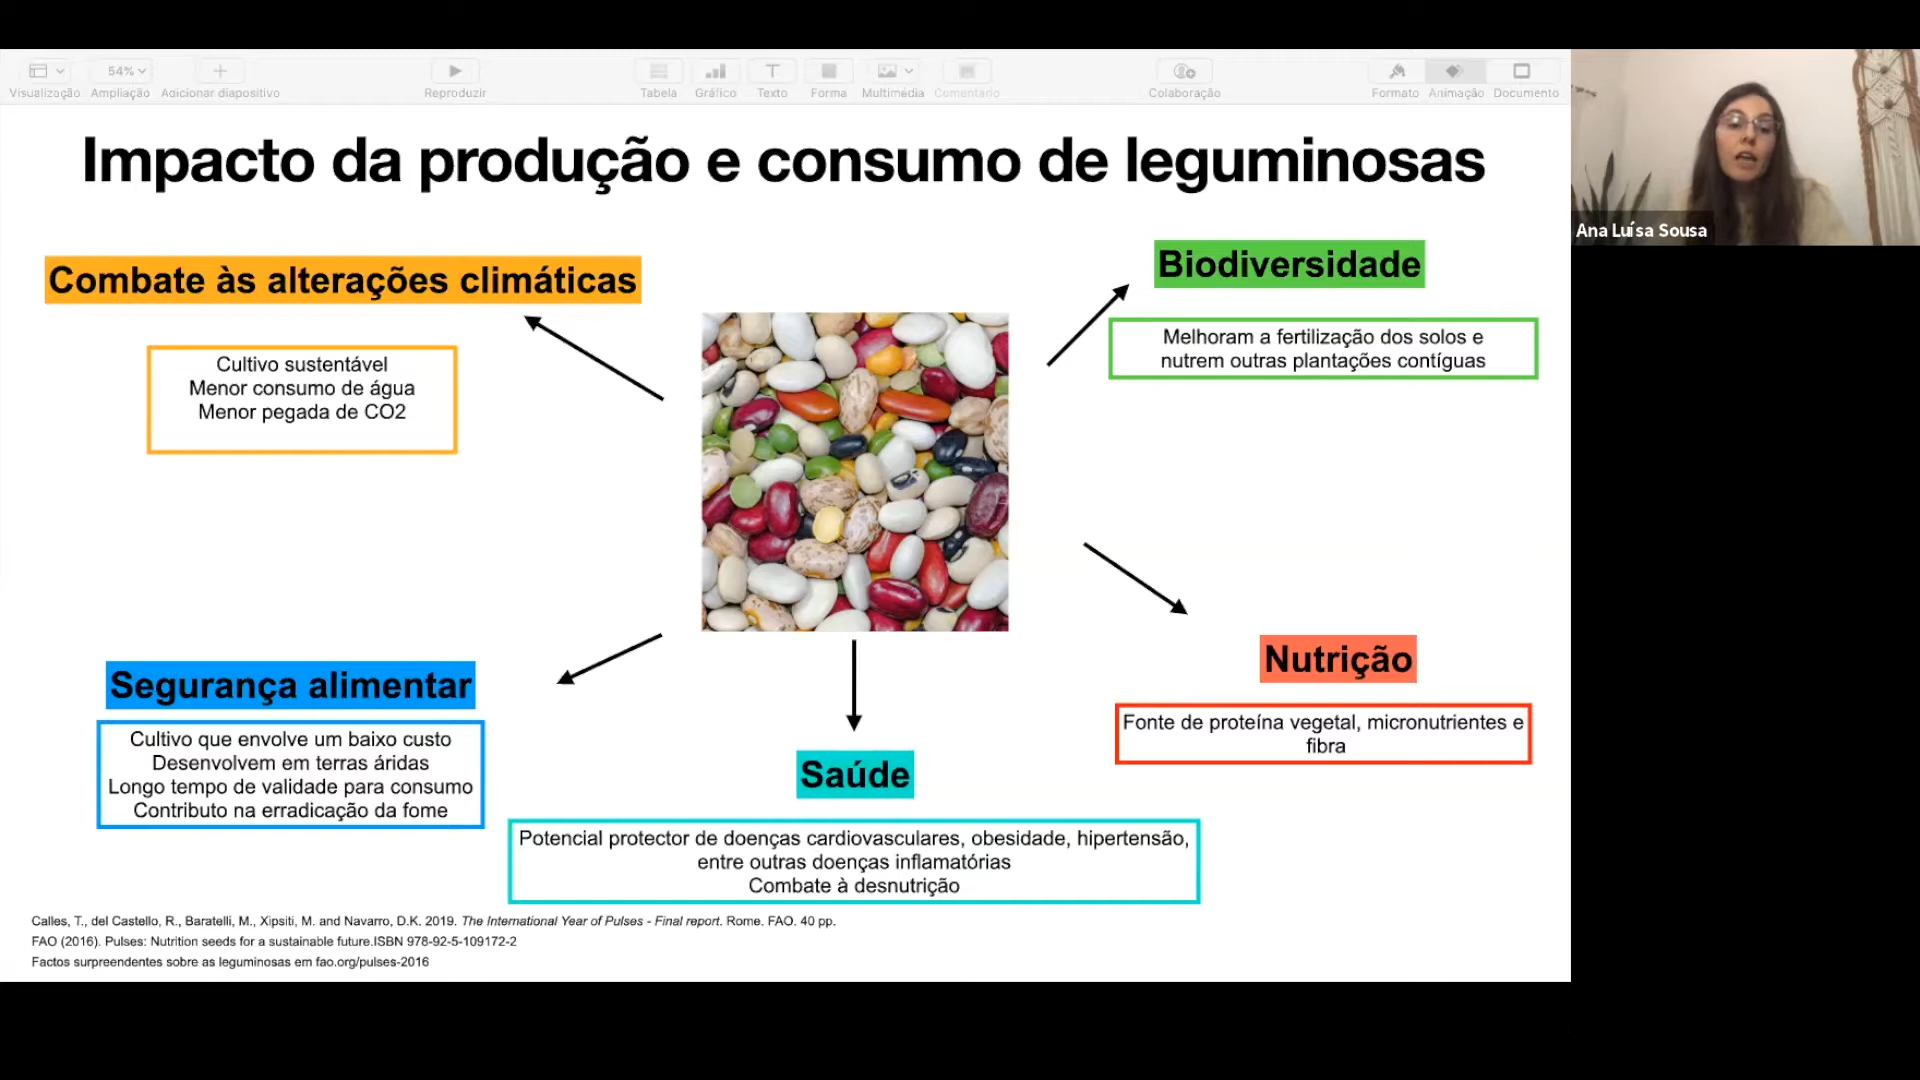 54%
Visualização Ampliação Adicionar diapositivo Reproduzir Tabela Gráfico Texto Forma Multimédia Comentário Colaboração Formato Animação Documento
Impacto da produção e consumo de leguminosas
Ana Luísa Sousa
Combate às alterações climáticas
Cultivo sustentável
Menor consumo de água
Menor pegada de CO2
Biodiversidade
Melhoram a fertilização dos solos e
nutrem outras plantações contíguas
Segurança alimentar
Cultivo que envolve um baixo custo
Desenvolvem em terras áridas
Longo tempo de validade para consumo
Contributo na erradicação da fome
Saúde
Potencial protector de doenças cardiovasculares, obesidade, hipertensão,
entre outras doenças inflamatórias
Combate à desnutrição
Nutrição
Fonte de proteína vegetal, micronutrientes e
fibra
Calles, T., del Castello, R., Baratelli, M., Xipsiti, M. and Navarro, D.K. 2019. The International Year of Pulses - Final report. Rome. FAO. 40 pp.
FAO (2016). Pulses: Nutrition seeds for a sustainable future.ISBN 978-92-5-109172-2
Factos surpreendentes sobre as leguminosas em fao.org/pulses-2016